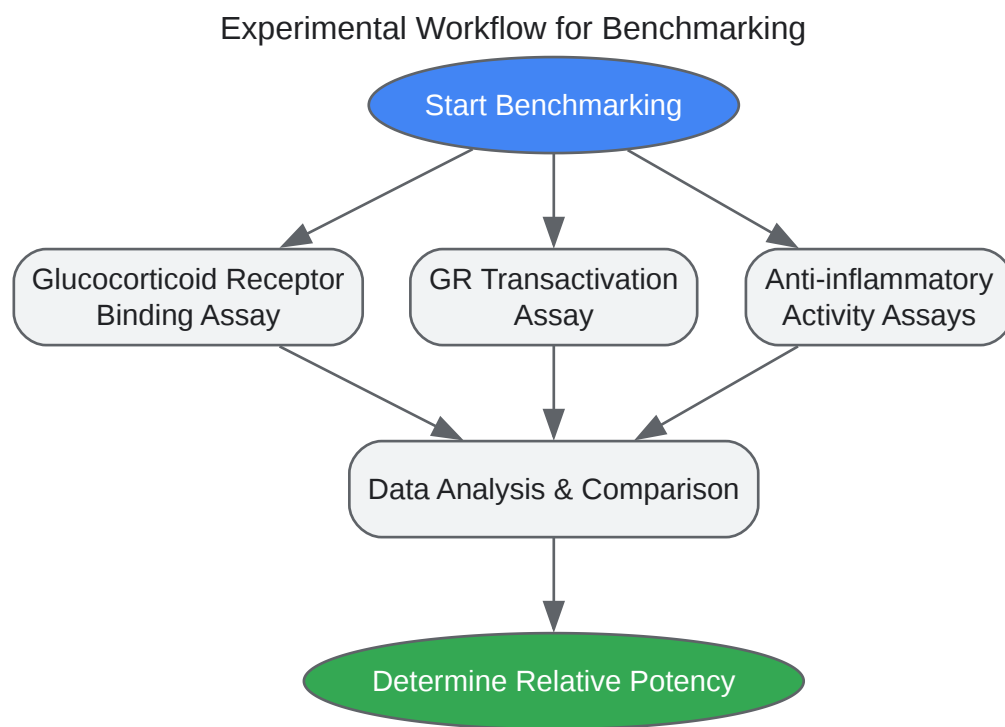 Experimental Workflow for Benchmarking
Start Benchmarking
Glucocorticoid Receptor
Binding Assay
GR Transactivation
Assay
Anti-inflammatory
Activity Assays
Data Analysis & Comparison
Determine Relative Potency